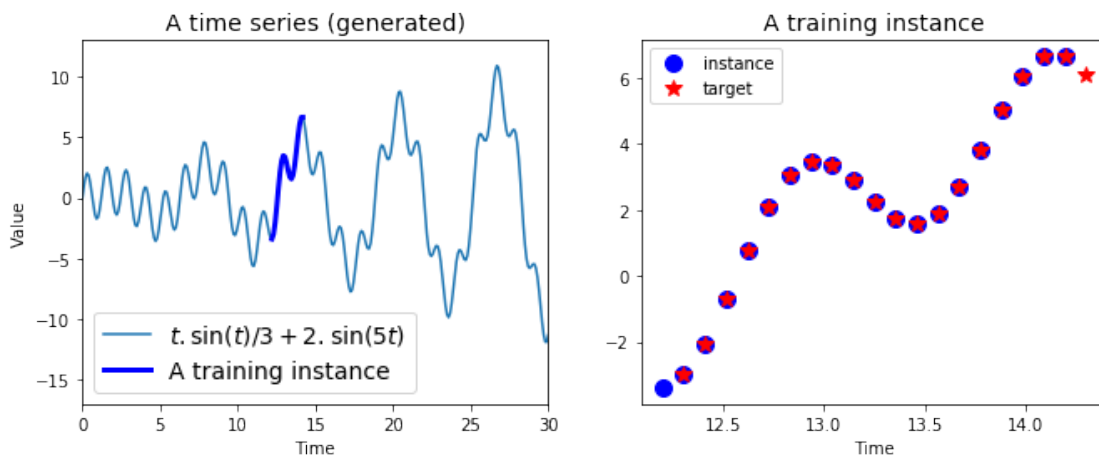 A time series (generated)
10
5
0
−5
−10
−15
Value
0
5
10
15
20
25
30
Time
t.sin(t)/3 + 2. sin(5t)
A training instance
A training instance
6
4
2
0
−2
12.5
13.0
13.5
14.0
Time
instance
target